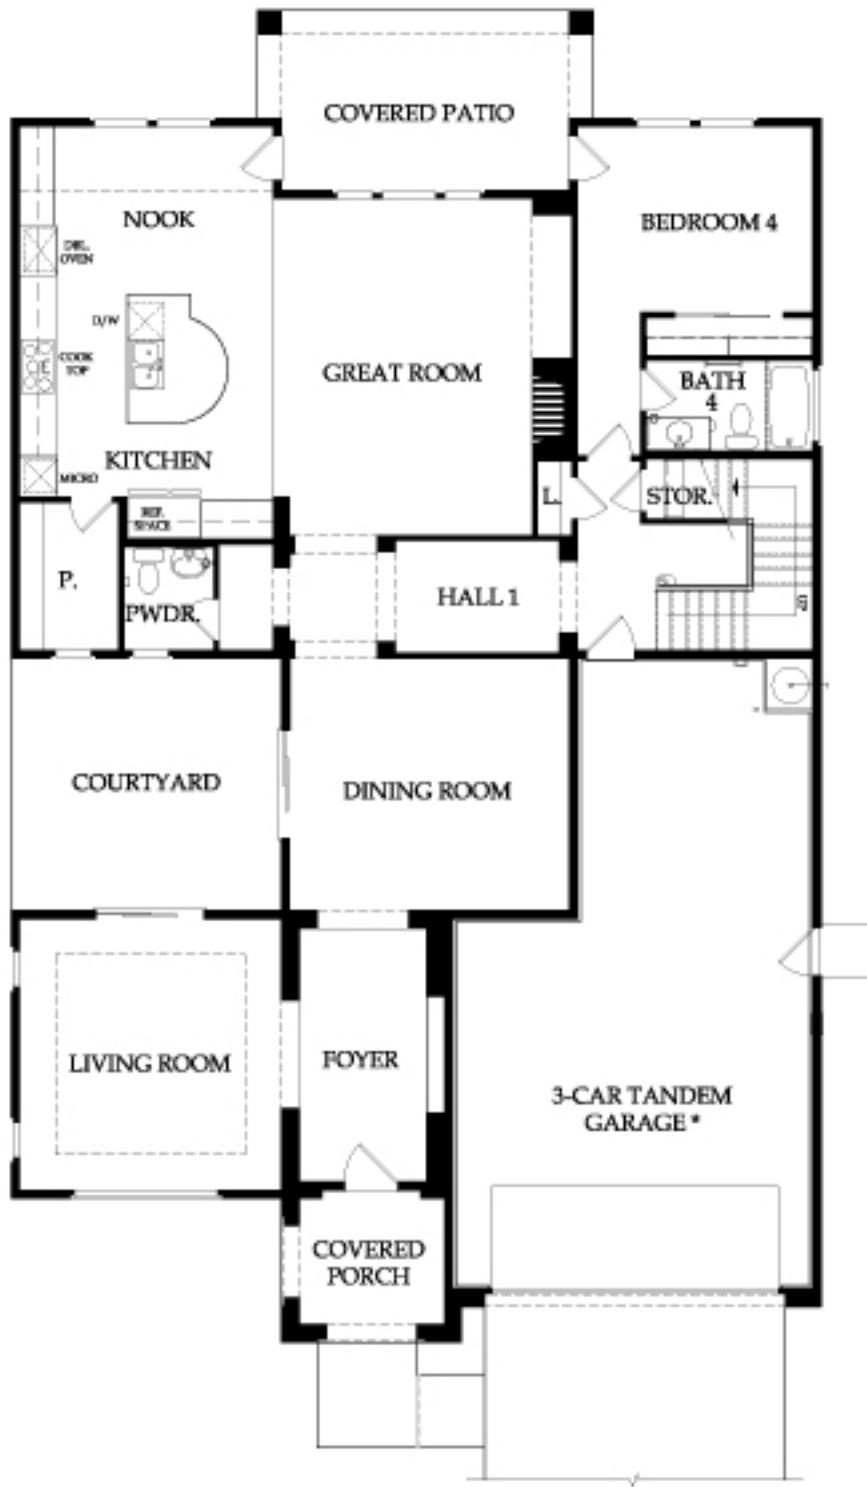 COVERED PATIO
NOOK
BEDROOM 4
DBL.
OVEN
D/W
COOK
TOP
GREAT ROOM
BATH
4
KITCHEN
MICRO
REF.
SPACE
L.
STOR.
P.
PWDR.
HALL 1
COURTYARD
DINING ROOM
LIVING ROOM
FOYER
3-CAR TANDEM
GARAGE *
COVERED
PORCH